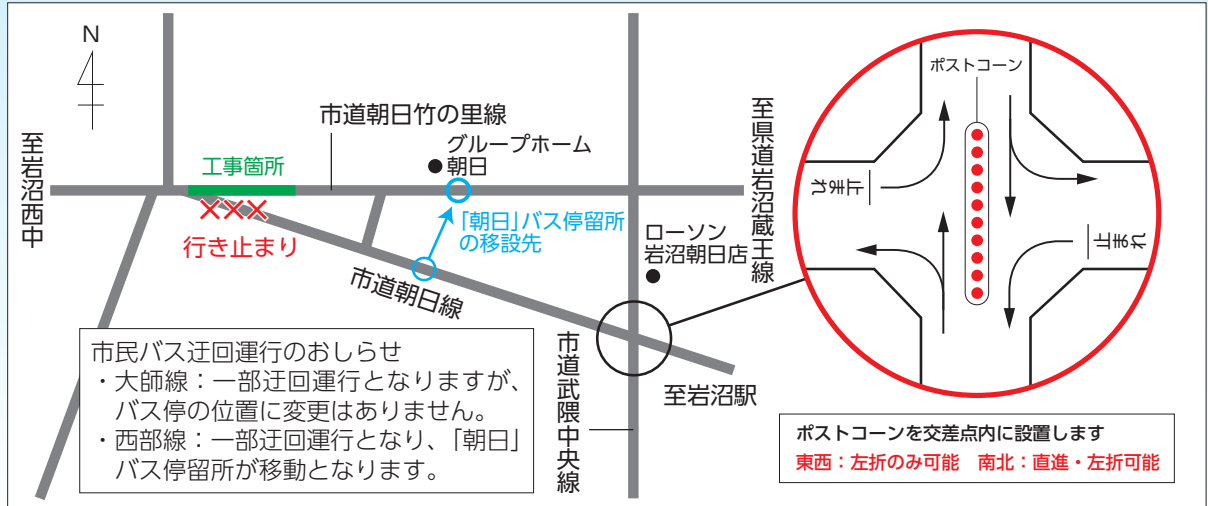 N
至岩沼西中
工事箇所
行き止まり
市道朝日竹の里線
グループホーム
朝日
「朝日」バス停留所
の移設先
市道朝日線
ローソン
岩沼朝日店
至県道岩沼蔵王線
市道武隈中央線
至岩沼駅
市民バス迂回運行のおしらせ
・大師線：一部迂回運行となりますが、
バス停の位置に変更はありません。
・西部線：一部迂回運行となり、「朝日」
バス停留所が移動となります。
ポストコーン
止まれ
止まれ
ポストコーンを交差点内に設置します
東西：左折のみ可能　南北：直進・左折可能